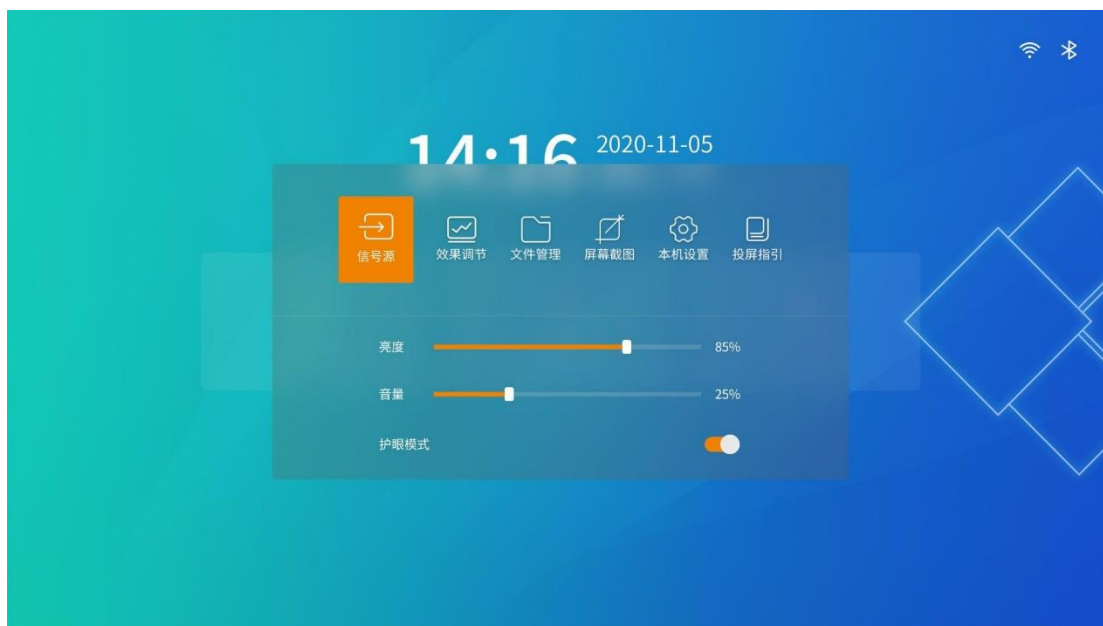 14:16 2020-11-05
信号源 效果调节 文件管理 屏幕截图 本机设置 投屏指引
亮度 85%
音量 25%
护眼模式